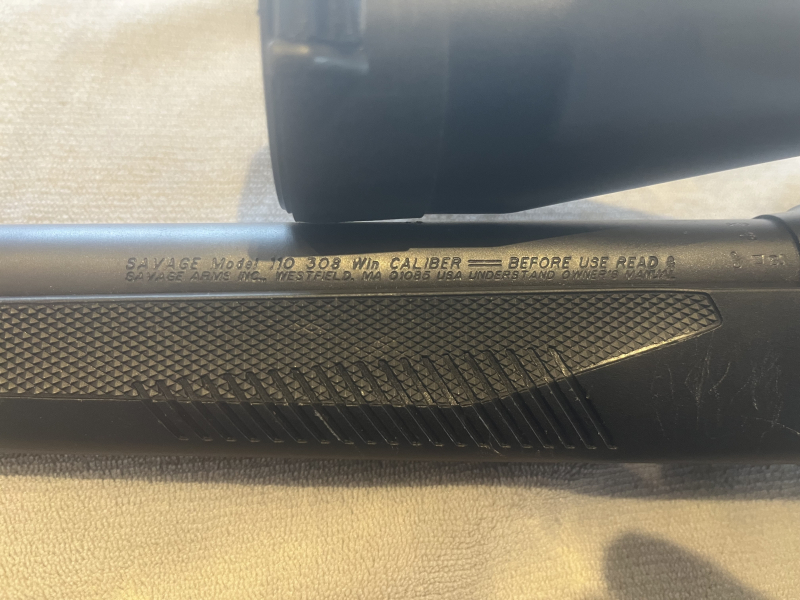 SAVAGE Model 110 308 Win CALIBER BEFORE USE READ &
SAVAGE ARMS INC., WESTFIELD, MA 01085 USA UNDERSTAND OWNER'S MANUAL